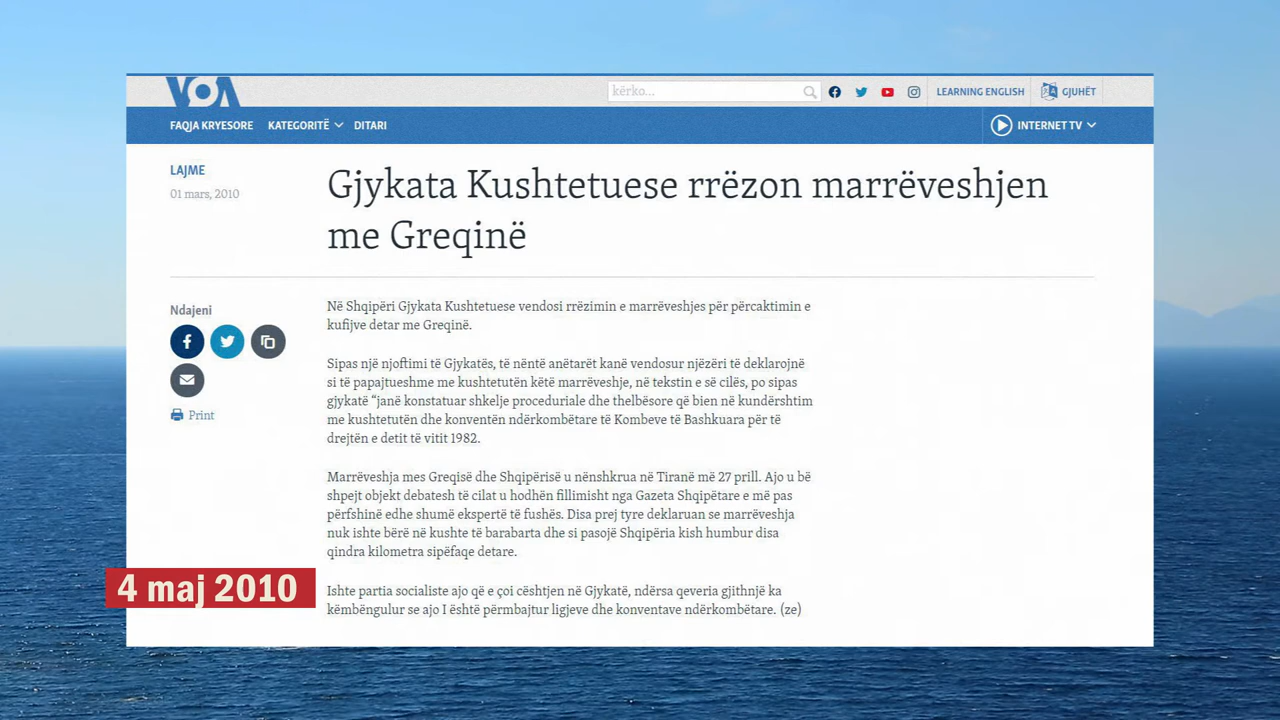 VOA
kërko...
LEARNING ENGLISH
GJUHËT
FAQJA KRYESORE
KATEGORITË
DITARI
INTERNET TV
LAJME
01 mars, 2010
Gjykata Kushtetuese rrëzon marrëveshjen
me Greqinë
Ndajeni
Print
Në Shqipëri Gjykata Kushtetuese vendosi rrëzimin e marrëveshjes për përcaktimin e
kufijve detar me Greqinë.
Sipas një njoftimi të Gjykatës, të nëntë anëtarët kanë vendosur njëzëri të deklarojnë
si të papajtueshme me kushtetutën këtë marrëveshje, në tekstin e së cilës, po sipas
gjykatë “janë konstatuar shkelje proceduriale dhe thelbësore që bien në kundërshtim
me kushtetutën dhe konventën ndërkombëtare të Kombeve të Bashkuara për të
drejtën e detit të vitit 1982.
Marrëveshja mes Greqisë dhe Shqipërisë u nënshkrua në Tiranë më 27 prill. Ajo u bë
shpejt objekt debatesh të cilat u hodhën fillimisht nga Gazeta Shqipëtare e më pas
përfshinë edhe shumë ekspertë të fushës. Disa prej tyre deklaruan se marrëveshja
nuk ishte bërë në kushte të barabarta dhe si pasojë Shqipëria kish humbur disa
qindra kilometra sipëfaqe detare.
Ishte partia socialiste ajo që e çoi cështjen në Gjykatë, ndërsa qeveria gjithnjë ka
këmbëngulur se ajo I është përmbajtur ligjeve dhe konventave ndërkombëtare. (ze)
4 maj 2010